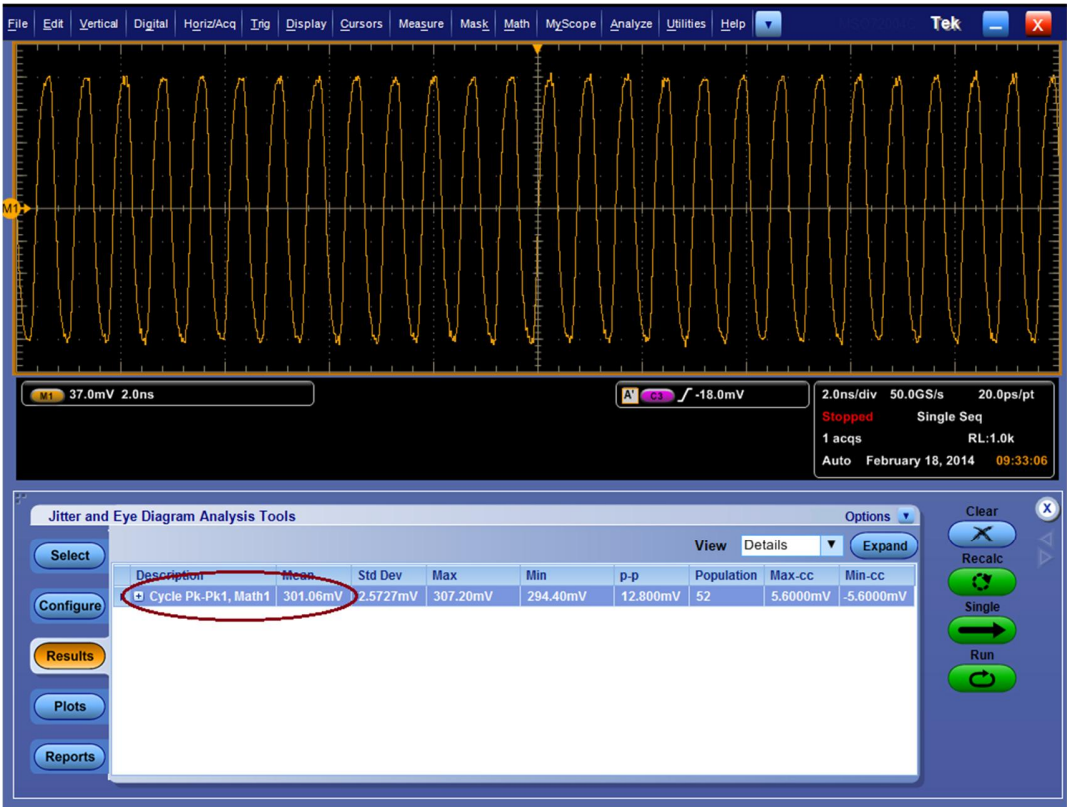 File Edit Vertical Digital Horiz/Acq Trig Display Cursors Measure Mask Math MyScope Analyze Utilities Help Tek X
M1
M1 37.0mV 2.0ns
A' C3 -18.0mV
2.0ns/div 50.0GS/s 20.0ps/pt
Stopped Single Seq
1 acqs RL:1.0k
Auto February 18, 2014 09:33:06
Jitter and Eye Diagram Analysis Tools
Options
Clear
X
View Details Expand
Select
Recalc
Description Mean Std Dev Max Min p-p Population Max-cc Min-cc
Cycle Pk-Pk1, Math1 301.06mV 2.5727mV 307.20mV 294.40mV 12.800mV 52 5.6000mV -5.6000mV
Configure
Single
Results
Run
Plots
Reports